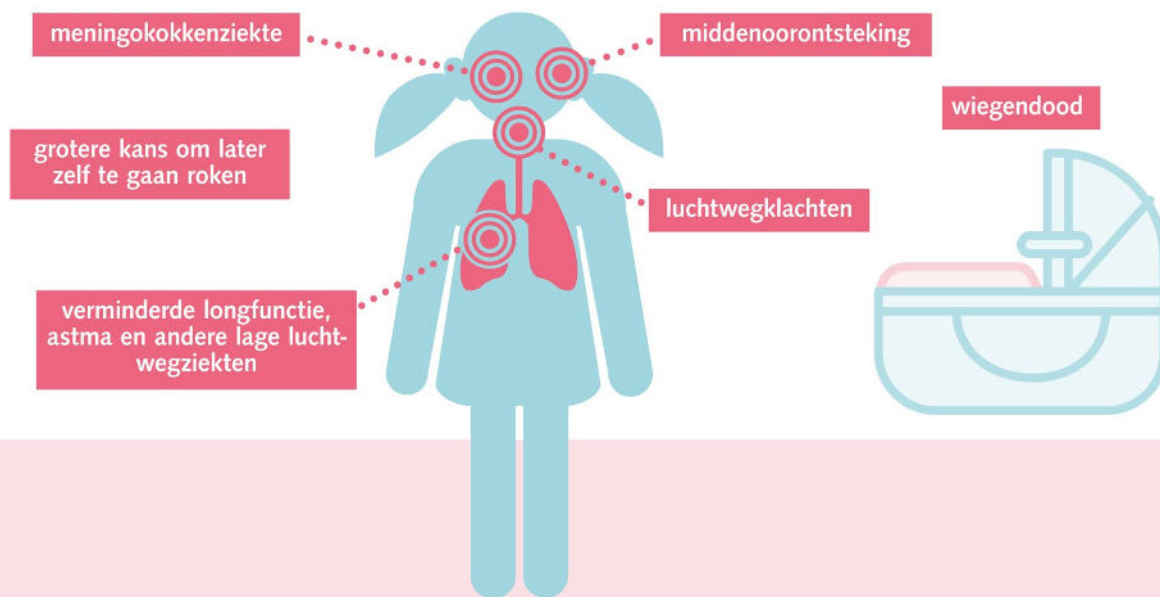 meningokokkenziekte
middenoorontsteking
wiegendood
grotere kans om later
zelf te gaan roken
luchtwegklachten
verminderde longfunctie,
astma en andere lage lucht-
wegziekten